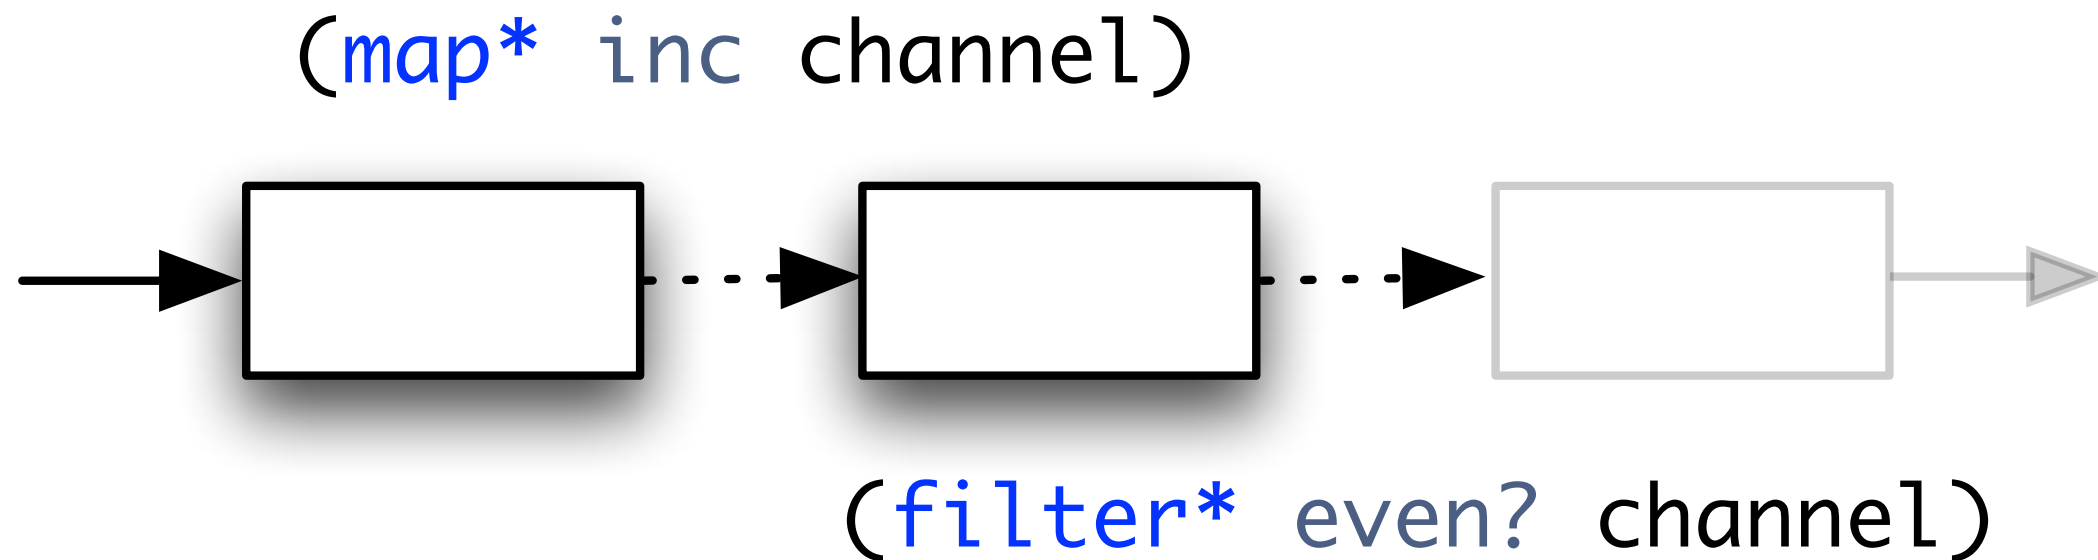 (map* inc channel)
(filter* even? channel)